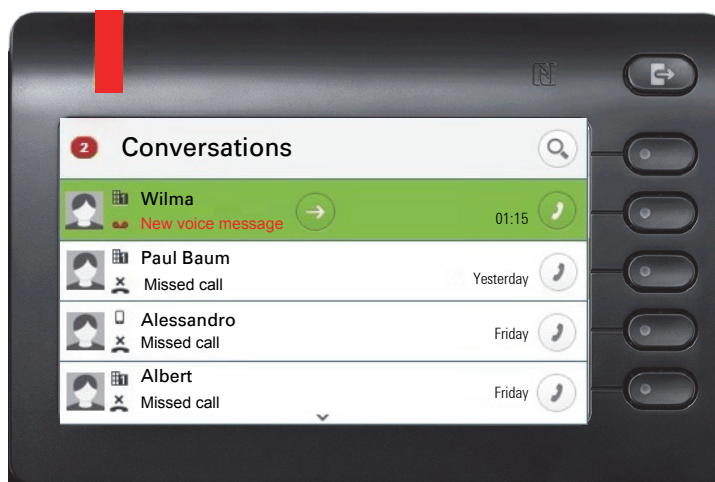 2 Conversations
Wilma
New voice message
01:15
Paul Baum
Missed call
Yesterday
Alessandro
Missed call
Friday
Albert
Missed call
Friday